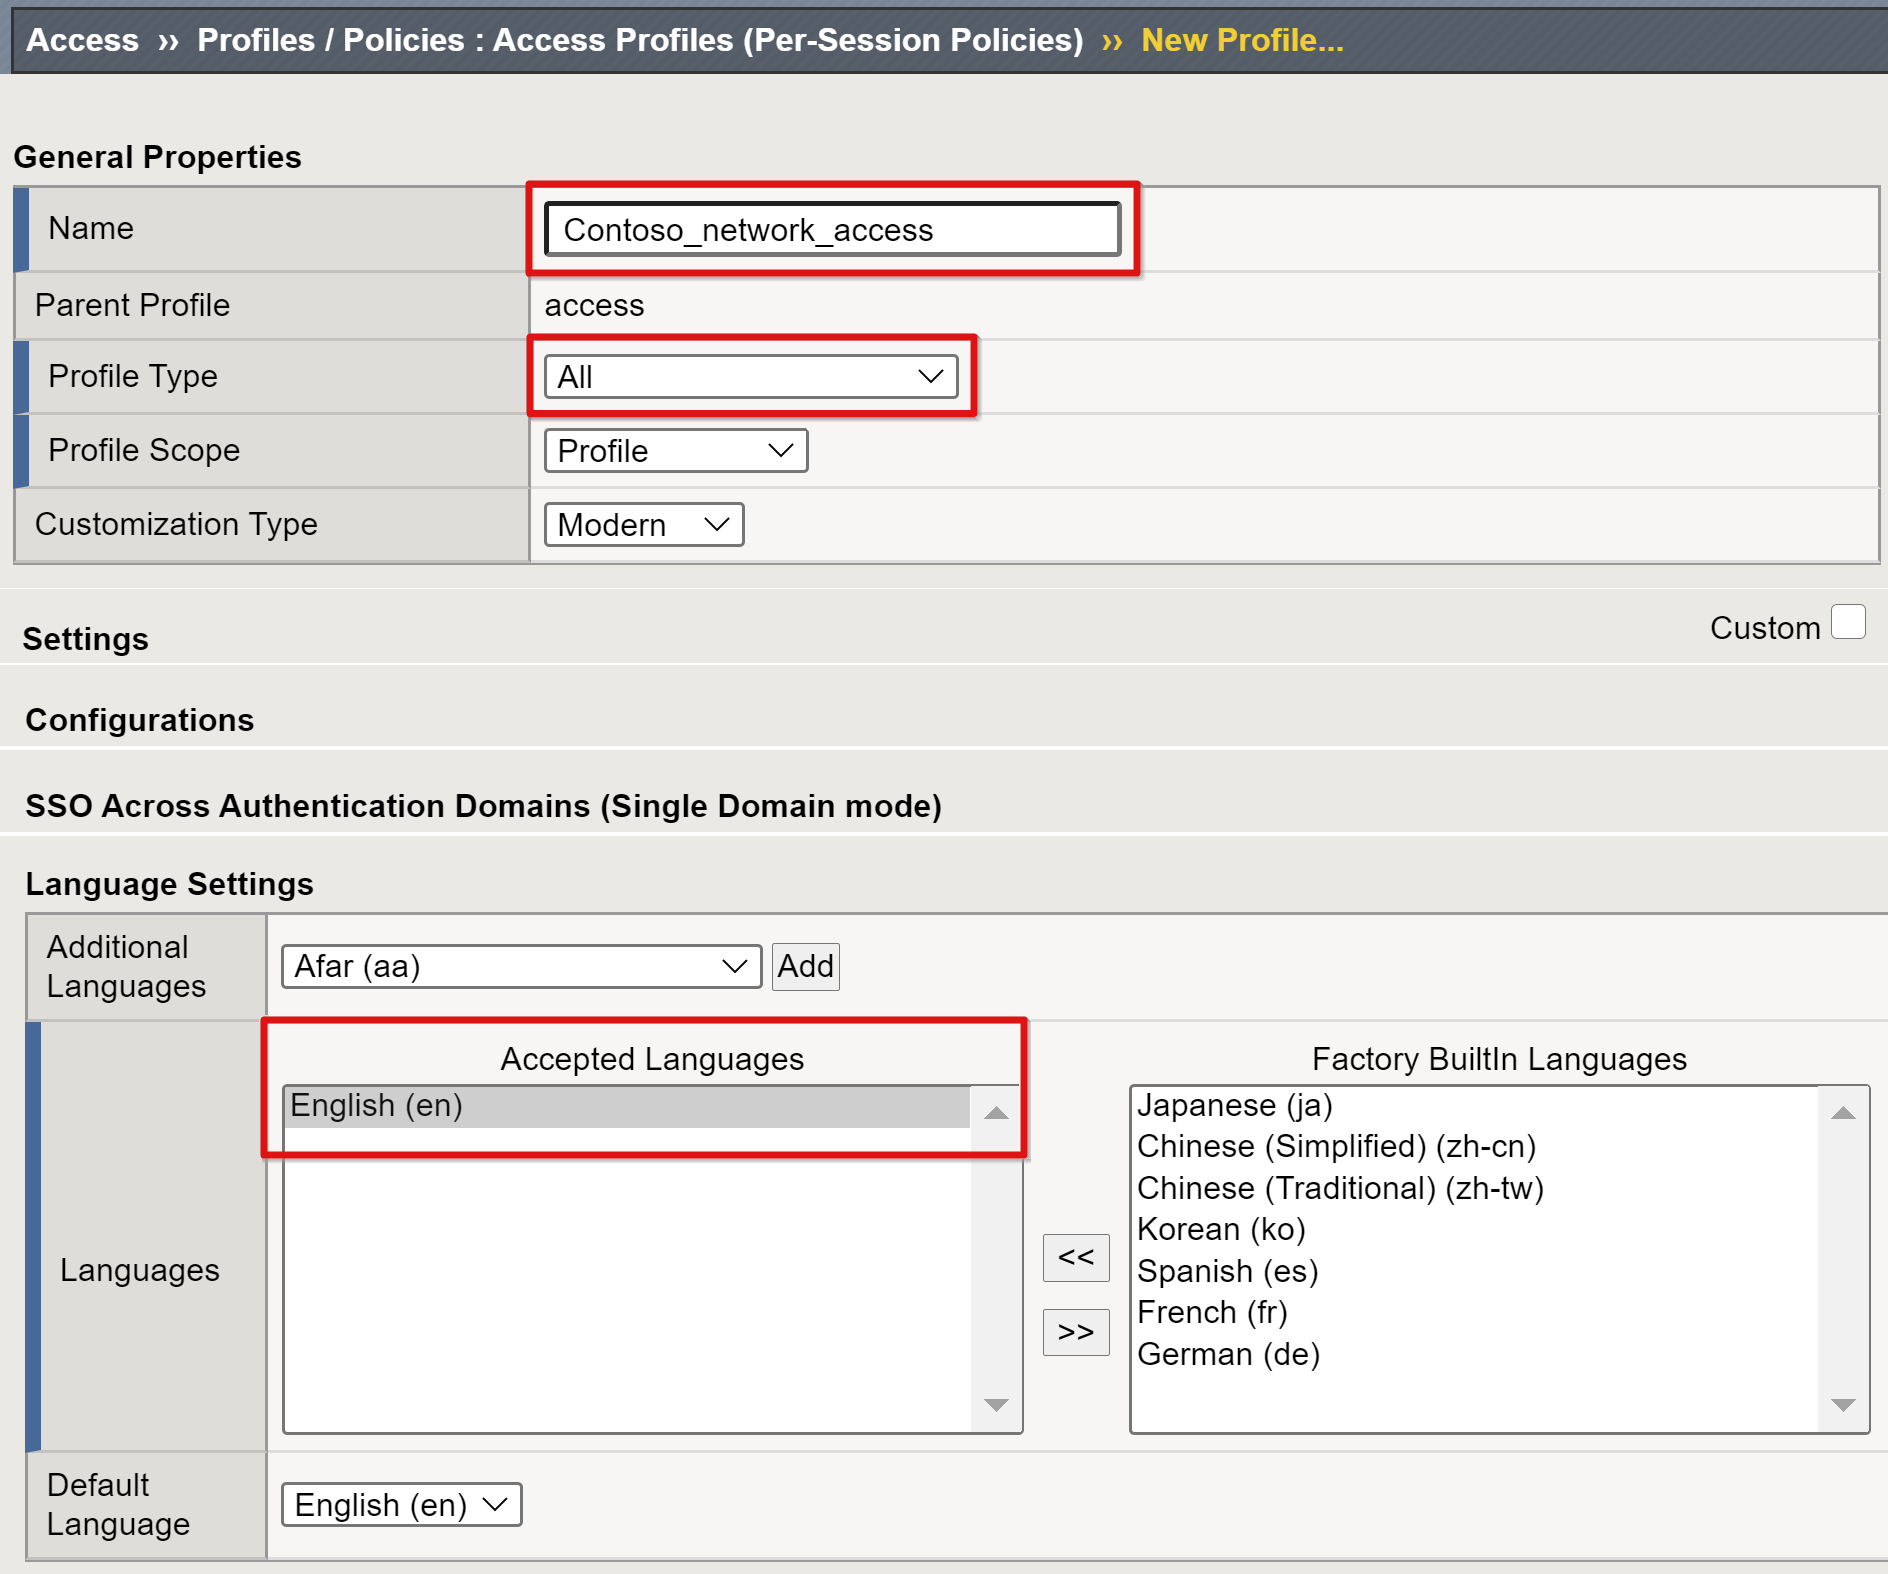 Access ›› Profiles / Policies : Access Profiles (Per-Session Policies) ›› New Profile...
General Properties
Name Contoso_network_access
Parent Profile access
Profile Type All
Profile Scope Profile
Customization Type Modern
Settings Custom
Configurations
SSO Across Authentication Domains (Single Domain mode)
Language Settings
Additional
Languages
Afar (aa) Add
Languages
Accepted Languages
English (en)
<<
>>
Factory BuiltIn Languages
Japanese (ja)
Chinese (Simplified) (zh-cn)
Chinese (Traditional) (zh-tw)
Korean (ko)
Spanish (es)
French (fr)
German (de)
Default
Language
English (en)